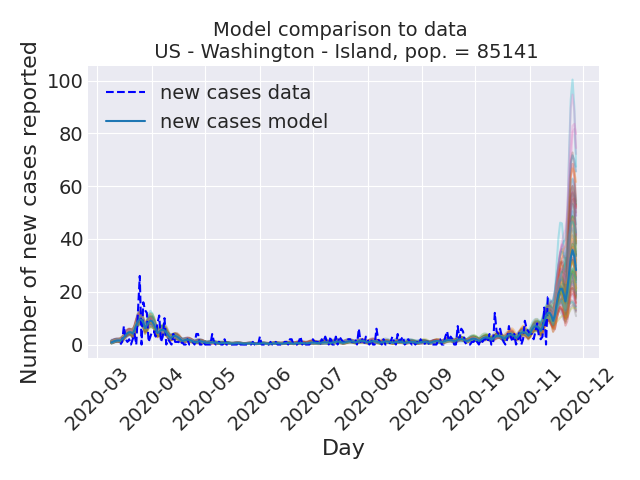 Model comparison to data
US - Washington - Island, pop. = 85141
Number of new cases reported
100
80
60
40
20
0
new cases data
new cases model
2020-03
2020-04
2020-05
2020-06
2020-07
2020-08
2020-09
2020-10
2020-11
2020-12
Day